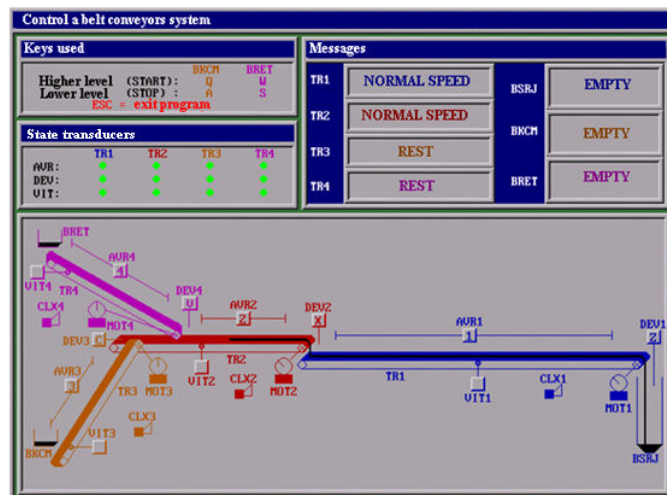 Control a belt conveyors system
Keys used
BKCM BRET
Higher level (START): Q W
Lower level (STOP) : A S
ESC = exit program
State transducers
TR1 TR2 TR3 TR4
AVR:
DEV:
VIT:
Messages
TR1 NORMAL SPEED
TR2 NORMAL SPEED
TR3 REST
TR4 REST
BSRJ EMPTY
BKCM EMPTY
BRET EMPTY
BRET
AVR4
4
VIT4
TR4
DEV4
V
CLX4
MOT4
AVR2
2
DEV2
X
AVR1
1
DEV1
Z
DEV3
C
TR2
VIT2
CLX2
MOT2
TR1
VIT1
CLX1
MOT1
AVR3
3
TR3
MOT3
CLX3
VIT3
BKCM
BSRJ